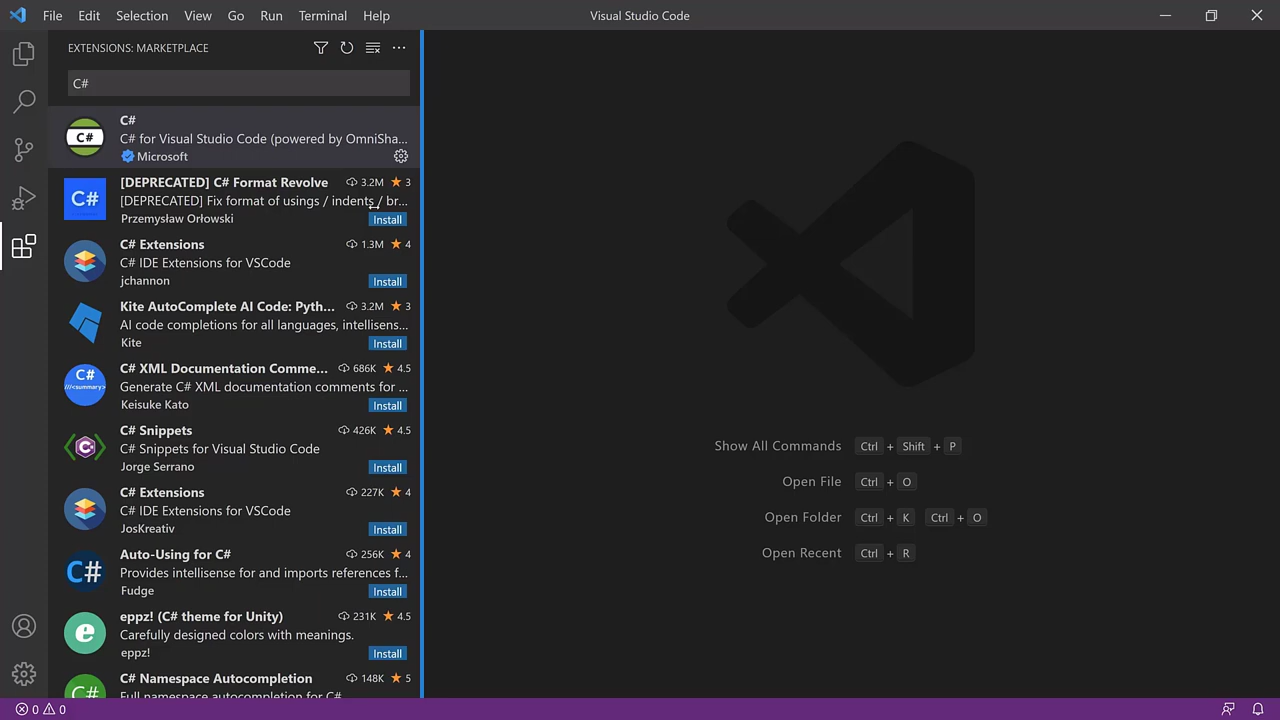 File Edit Selection View Go Run Terminal Help Visual Studio Code
EXTENSIONS: MARKETPLACE
C#
C#
C#
C# for Visual Studio Code (powered by OmniSha...
Microsoft
C#
[DEPRECATED] C# Format Revolve 3.2M 3
[DEPRECATED] Fix format of usings / indents / br...
Przemysław Orłowski Install
C# Extensions 1.3M 4
C# IDE Extensions for VSCode
jchannon Install
Kite AutoComplete AI Code: Pyth... 3.2M 3
AI code completions for all languages, intellisens...
Kite Install
C#
///<summary>
C# XML Documentation Comme... 686K 4.5
Generate C# XML documentation comments for ...
Keisuke Kato Install
C# Snippets 426K 4.5
C# Snippets for Visual Studio Code
Jorge Serrano Install
C# Extensions 227K 4
C# IDE Extensions for VSCode
JosKreativ Install
C#
Auto-Using for C# 256K 4
Provides intellisense for and imports references f...
Fudge Install
e
eppz! (C# theme for Unity) 231K 4.5
Carefully designed colors with meanings.
eppz! Install
C#
C# Namespace Autocompletion 148K 5
Full namespace autocompletion for C#
Show All Commands Ctrl + Shift + P
Open File Ctrl + O
Open Folder Ctrl + K Ctrl + O
Open Recent Ctrl + R
0 0